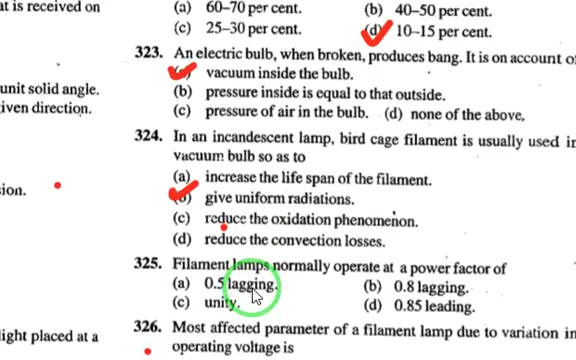 at is received on
unit solid angle.
iven direction.
sion.
light placed at a
(a) 60–70 per cent. (b) 40–50 per cent.
(c) 25–30 per cent. (d) 10–15 per cent.
323. An electric bulb, when broken, produces bang. It is on account o
vacuum inside the bulb.
(b) pressure inside is equal to that outside.
(c) pressure of air in the bulb. (d) none of the above.
324. In an incandescent lamp, bird cage filament is usually used in
vacuum bulb so as to
(a) increase the life span of the filament.
(b) give uniform radiations.
(c) reduce the oxidation phenomenon.
(d) reduce the convection losses.
325. Filament lamps normally operate at a power factor of
(a) 0.5 lagging. (b) 0.8 lagging.
(c) unity. (d) 0.85 leading.
326. Most affected parameter of a filament lamp due to variation in
operating voltage is